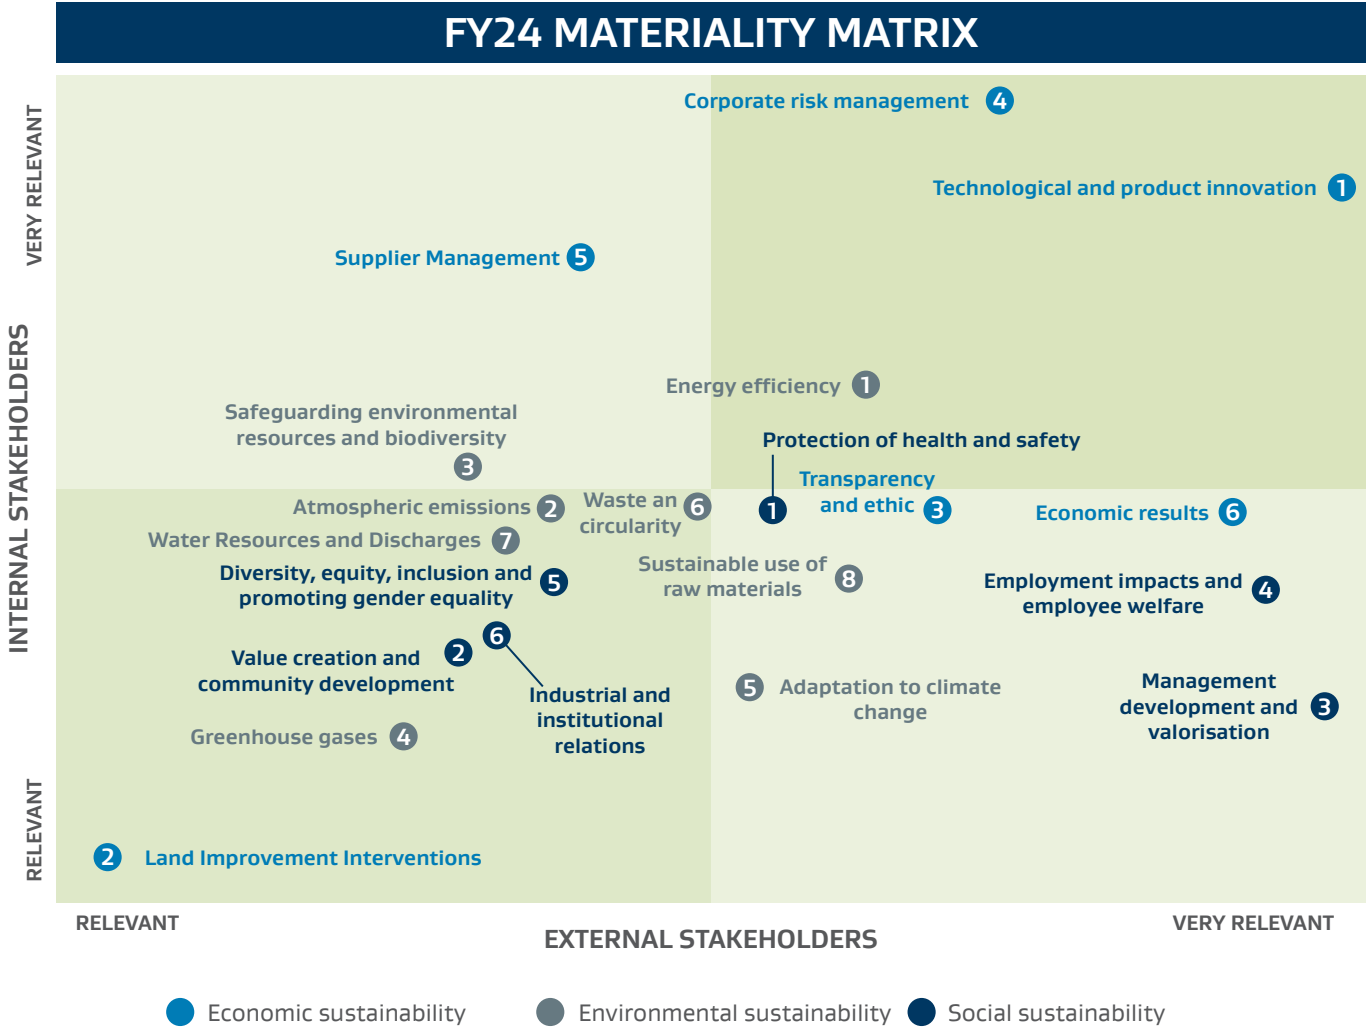 FY24 MATERIALITY MATRIX
VERY RELEVANT
INTERNAL STAKEHOLDERS
RELEVANT
Corporate risk management 4
Technological and product innovation 1
Supplier Management 5
Energy efficiency 1
Safeguarding environmental
resources and biodiversity
3
Protection of health and safety
1
Transparency
and ethic 3
Atmospheric emissions 2
Waste an
circularity
6
Economic results 6
Water Resources and Discharges 7
Sustainable use of
raw materials
8
Diversity, equity, inclusion and
promoting gender equality
5
Employment impacts and
employee welfare
4
6
Industrial and
institutional
relations
Value creation and
community development
2
5 Adaptation to climate
change
Management
development and
valorisation
3
Greenhouse gases 4
2 Land Improvement Interventions
RELEVANT
VERY RELEVANT
EXTERNAL STAKEHOLDERS
Economic sustainability
Environmental sustainability
Social sustainability